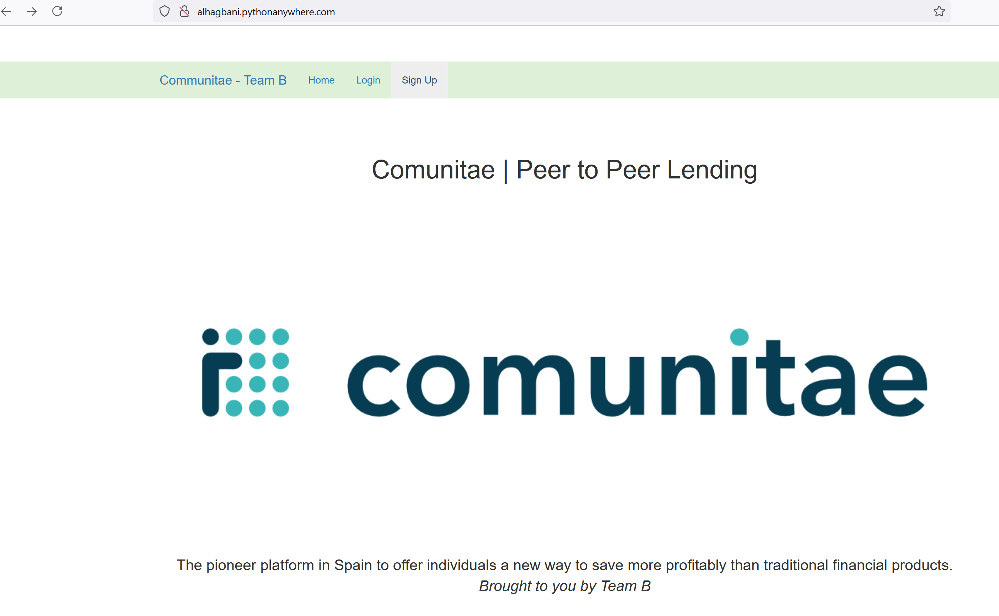 alhagbani.pythonanywhere.com
Communitae - Team B Home Login Sign Up
Comunitae | Peer to Peer Lending
comunitae
The pioneer platform in Spain to offer individuals a new way to save more profitably than traditional financial products.
Brought to you by Team B